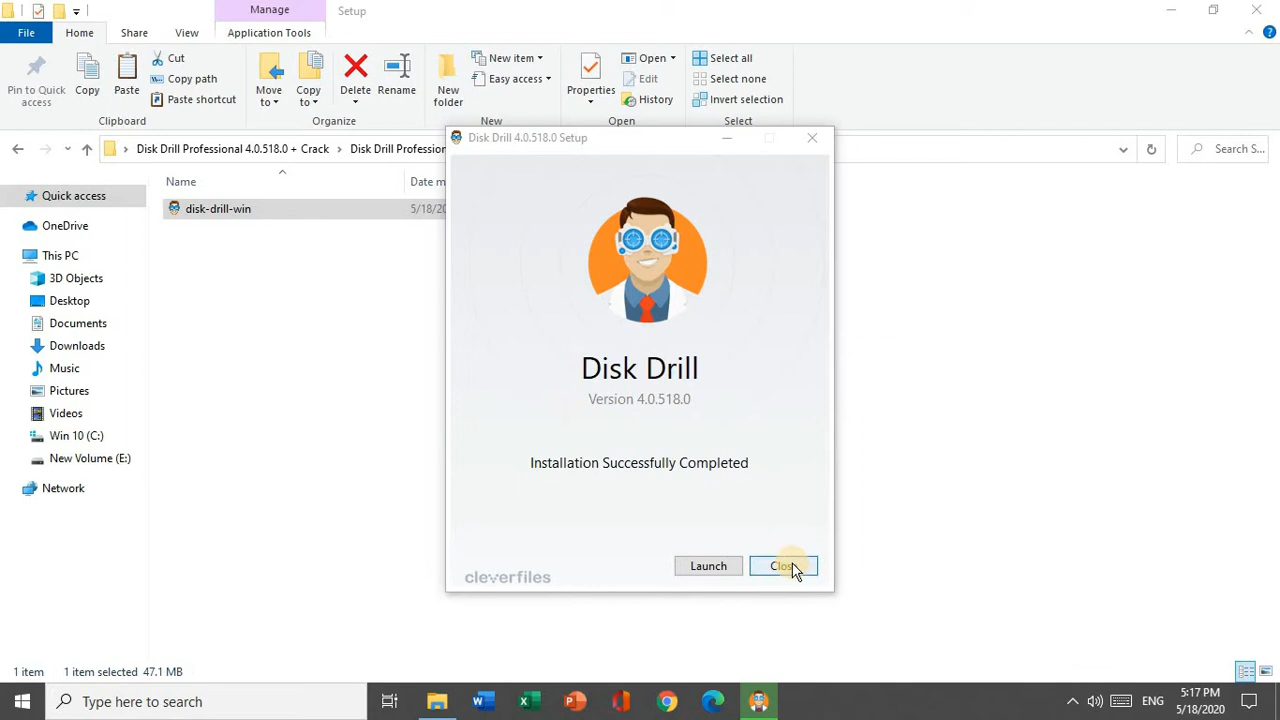 Manage
Setup
File
Home
Share
View
Application Tools
Pin to Quick access
Copy
Paste
Cut
Copy path
Paste shortcut
Clipboard
Move to
Copy to
Delete
Rename
Organize
New folder
New item
Easy access
New
Properties
Open
Edit
History
Open
Select all
Select none
Invert selection
Select
Disk Drill Professional 4.0.518.0 + Crack
Disk Drill Profession
Search S...
Name
Date m
disk-drill-win
5/18/20
Quick access
OneDrive
This PC
3D Objects
Desktop
Documents
Downloads
Music
Pictures
Videos
Win 10 (C:)
New Volume (E:)
Network
Disk Drill 4.0.518.0 Setup
Disk Drill
Version 4.0.518.0
Installation Successfully Completed
Launch
Clos
cleverfiles
1 item
1 item selected 47.1 MB
Type here to search
ENG
5:17 PM
5/18/2020